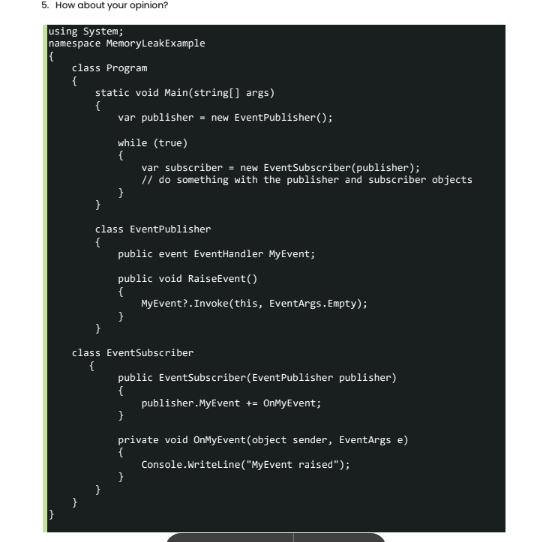 5. How about your opinion?
using System;
namespace MemoryLeakExample
{
class Program
{
static void Main(string[] args)
{
var publisher = new EventPublisher();
while (true)
{
var subscriber = new EventSubscriber(publisher);
// do something with the publisher and subscriber objects
}
}
class EventPublisher
{
public event EventHandler MyEvent;
public void RaiseEvent()
{
MyEvent?.Invoke(this, EventArgs.Empty);
}
}
class EventSubscriber
{
public EventSubscriber(EventPublisher publisher)
{
publisher.MyEvent += OnMyEvent;
}
private void OnMyEvent(object sender, EventArgs e)
{
Console.WriteLine("MyEvent raised");
}
}
}
}